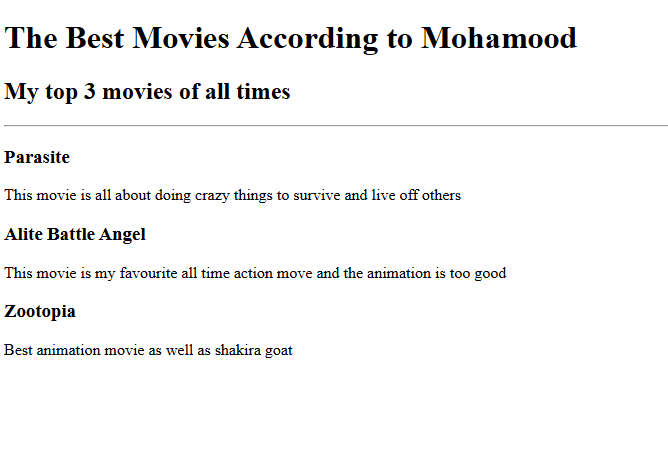 The Best Movies According to Mohamood
My top 3 movies of all times
Parasite
This movie is all about doing crazy things to survive and live off others
Alite Battle Angel
This movie is my favourite all time action move and the animation is too good
Zootopia
Best animation movie as well as shakira goat